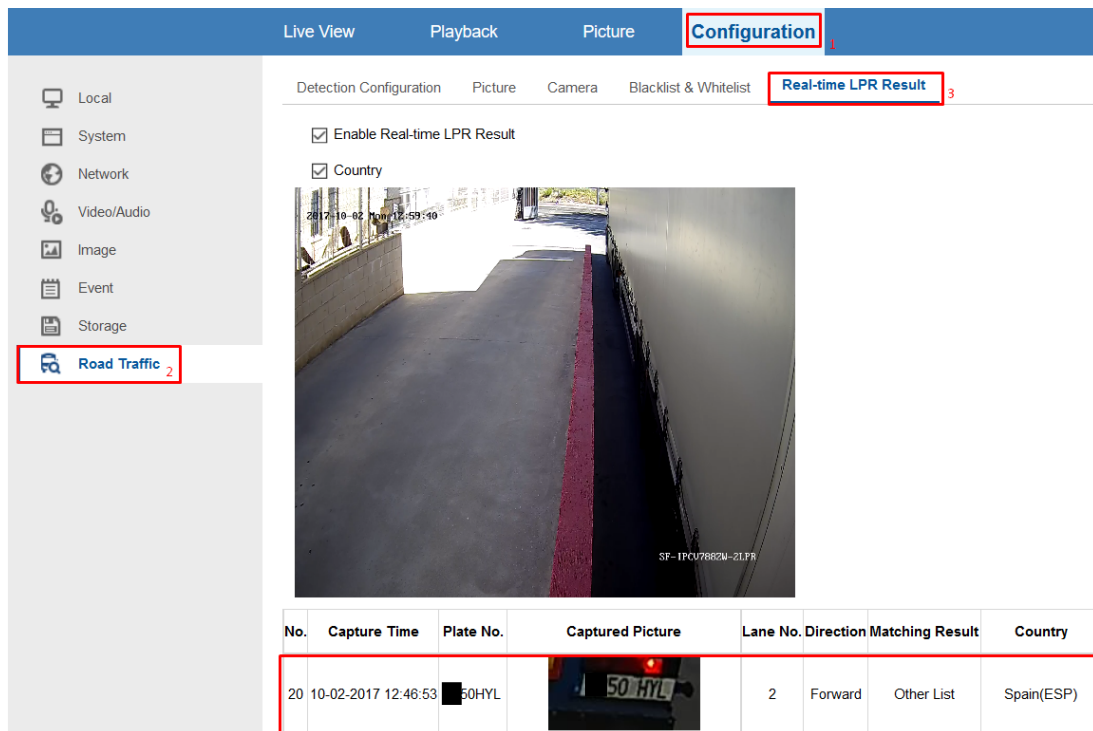 Live View Playback Picture Configuration 1
Detection Configuration Picture Camera Blacklist & Whitelist Real-time LPR Result 3
Local
System
Network
Video/Audio
Image
Event
Storage
Road Traffic 2
Enable Real-time LPR Result
Country
2017-10-02 Mon 12:59:40
SF-IPCV788ZW-2LPR
No. Capture Time Plate No. Captured Picture Lane No. Direction Matching Result Country
20 10-02-2017 12:46:53 50HYL 50 HYL 2 Forward Other List Spain(ESP)